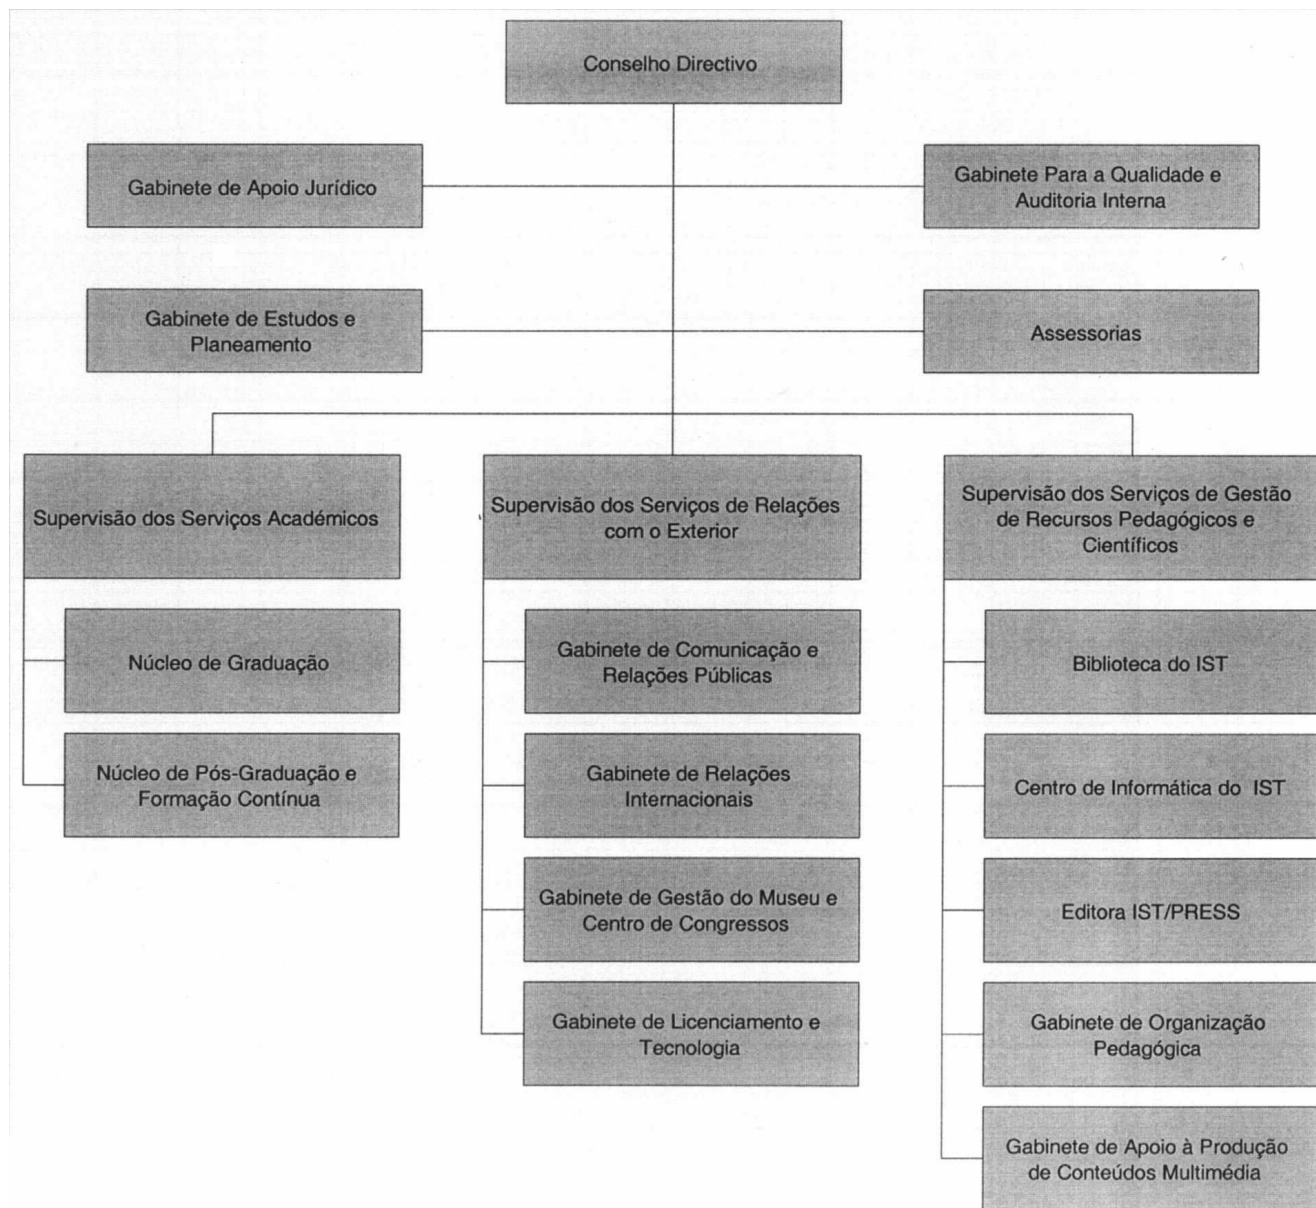 Conselho Directivo
Gabinete de Apoio Jurídico
Gabinete Para a Qualidade e
Auditoria Interna
Gabinete de Estudos e
Planeamento
Assessorias
Supervisão dos Serviços Académicos
Supervisão dos Serviços de Relações
com o Exterior
Supervisão dos Serviços de Gestão
de Recursos Pedagógicos e
Científicos
Núcleo de Graduação
Núcleo de Pós-Graduação e
Formação Contínua
Gabinete de Comunicação e
Relações Públicas
Gabinete de Relações
Internacionais
Gabinete de Gestão do Museu e
Centro de Congressos
Gabinete de Licenciamento e
Tecnologia
Biblioteca do IST
Centro de Informática do IST
Editora IST/PRESS
Gabinete de Organização
Pedagógica
Gabinete de Apoio à Produção
de Conteúdos Multimédia